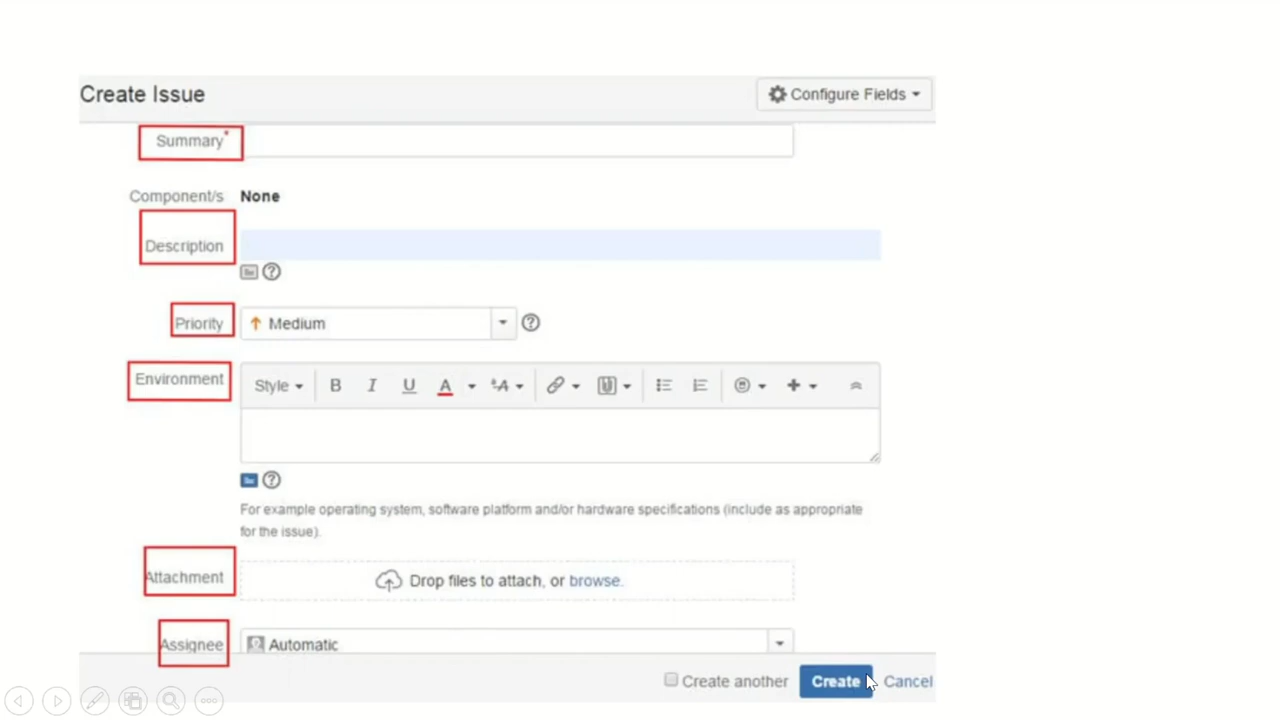 Create Issue
Configure Fields
Summary*
Component/s None
Description
Priority Medium
Environment
Style B I U A A
For example operating system, software platform and/or hardware specifications (include as appropriate
for the issue).
Attachment Drop files to attach, or browse.
Assignee Automatic
Create another Create Cancel